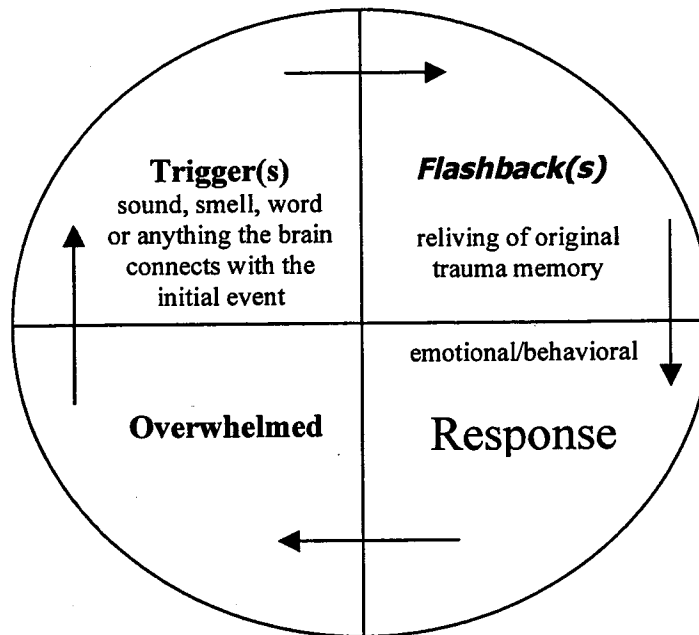 Trigger(s)
sound, smell, word
or anything the brain
connects with the
initial event
Flashback(s)
reliving of original
trauma memory
emotional/behavioral
Response
Overwhelmed